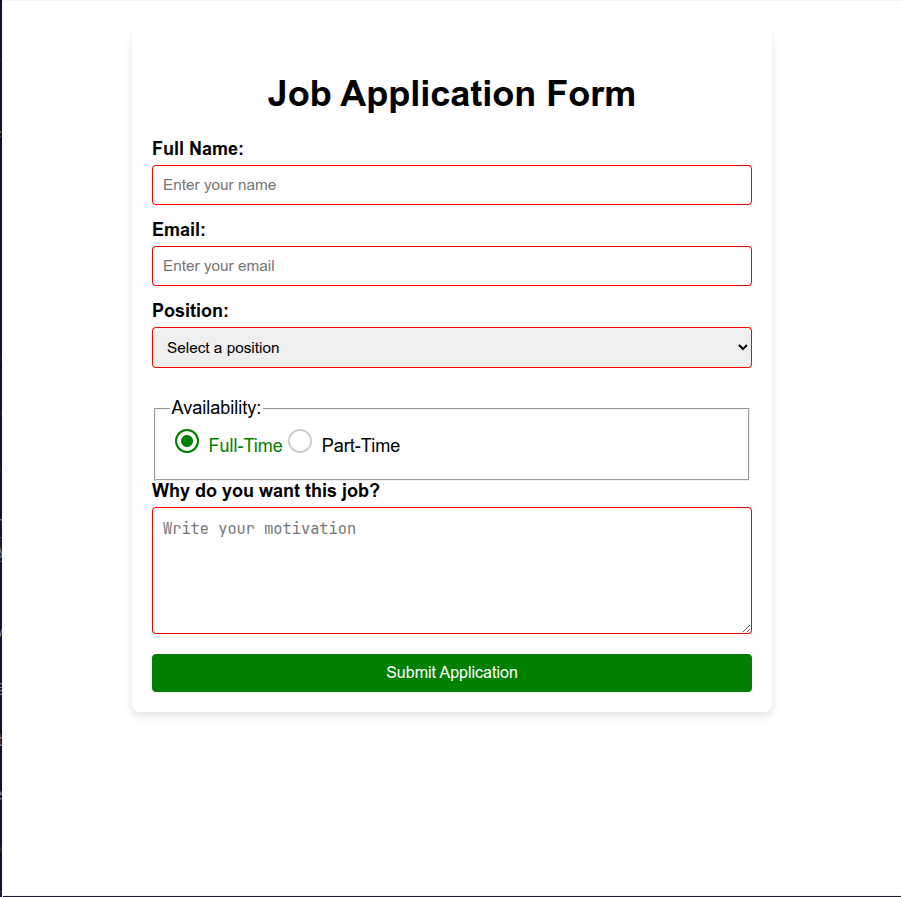 Job Application Form
Full Name:
Enter your name
Email:
Enter your email
Position:
Select a position
Availability:
Full-Time Part-Time
Why do you want this job?
Write your motivation
Submit Application